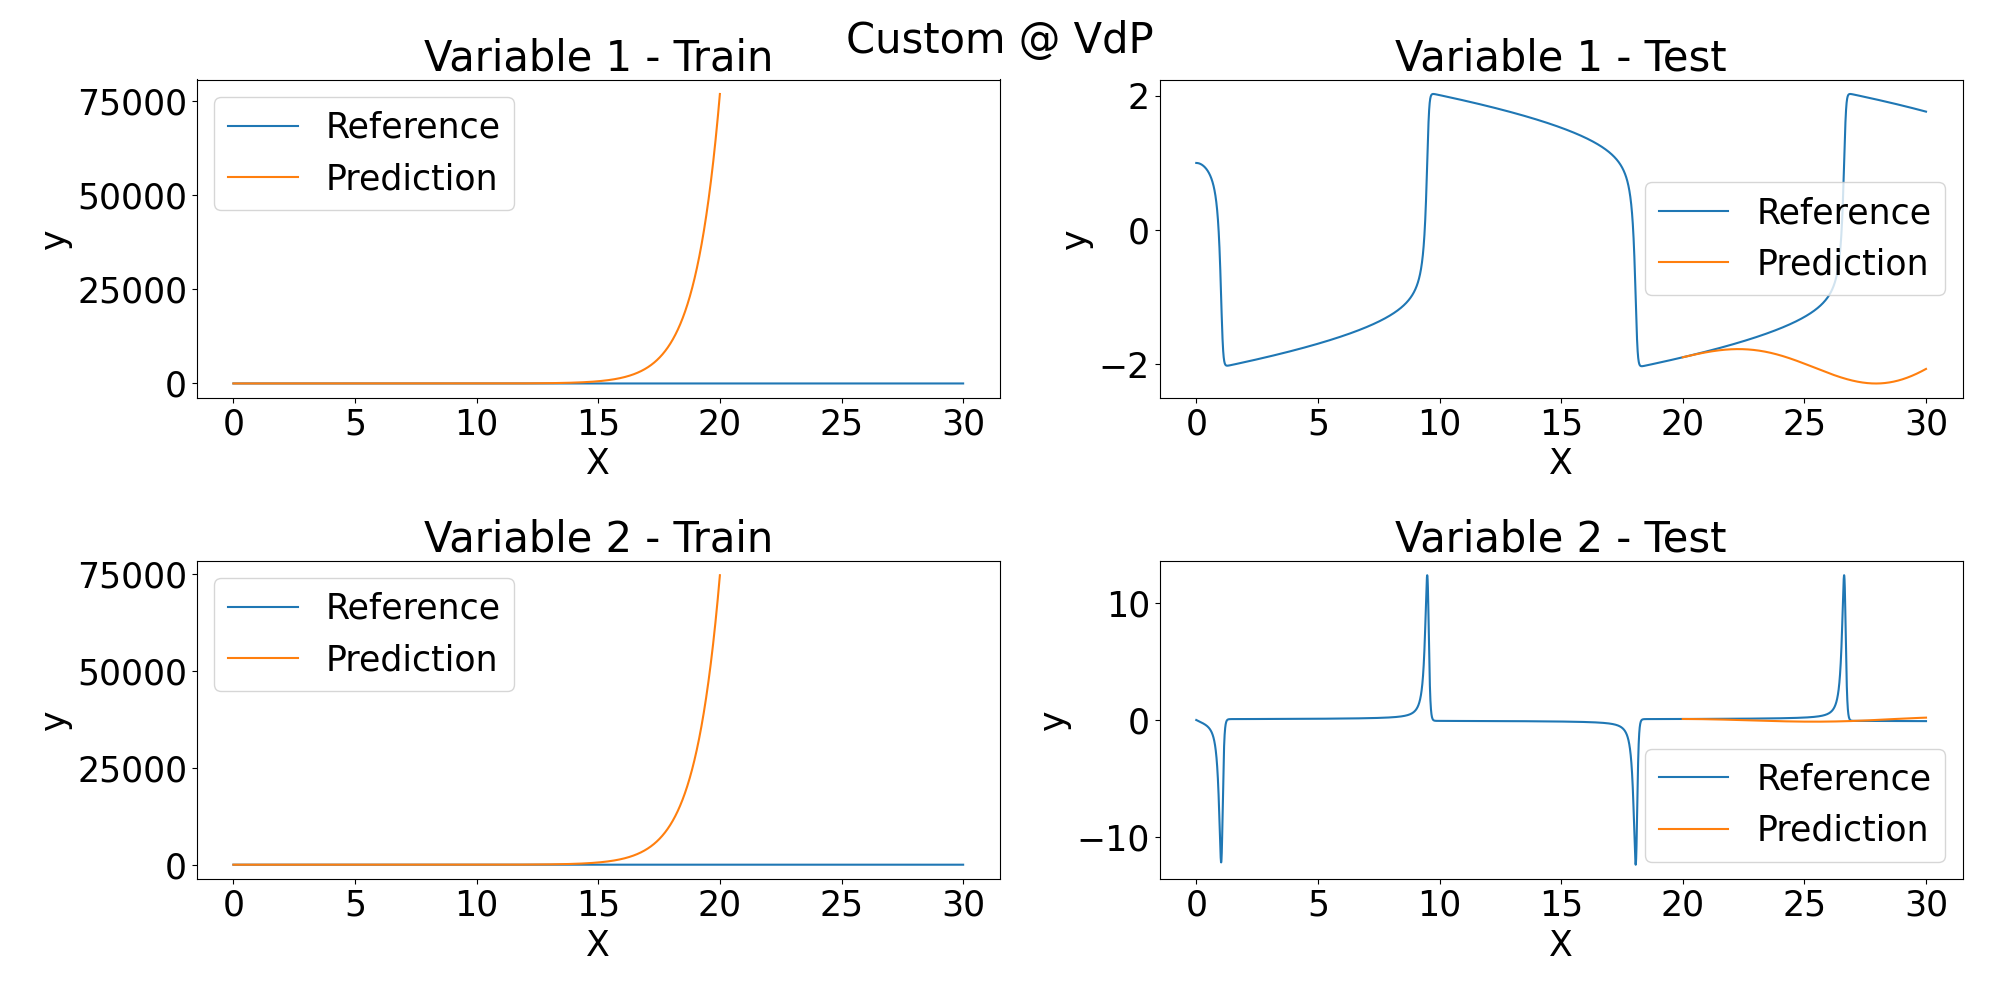 Custom @ VdP
Variable 1 - Train
75000
50000
25000
0
y
Reference
Prediction
0 5 10 15 20 25 30
X
Variable 1 - Test
2
0
−2
y
Reference
Prediction
0 5 10 15 20 25 30
X
Variable 2 - Train
75000
50000
25000
0
y
Reference
Prediction
0 5 10 15 20 25 30
X
Variable 2 - Test
10
0
−10
y
Reference
Prediction
0 5 10 15 20 25 30
X